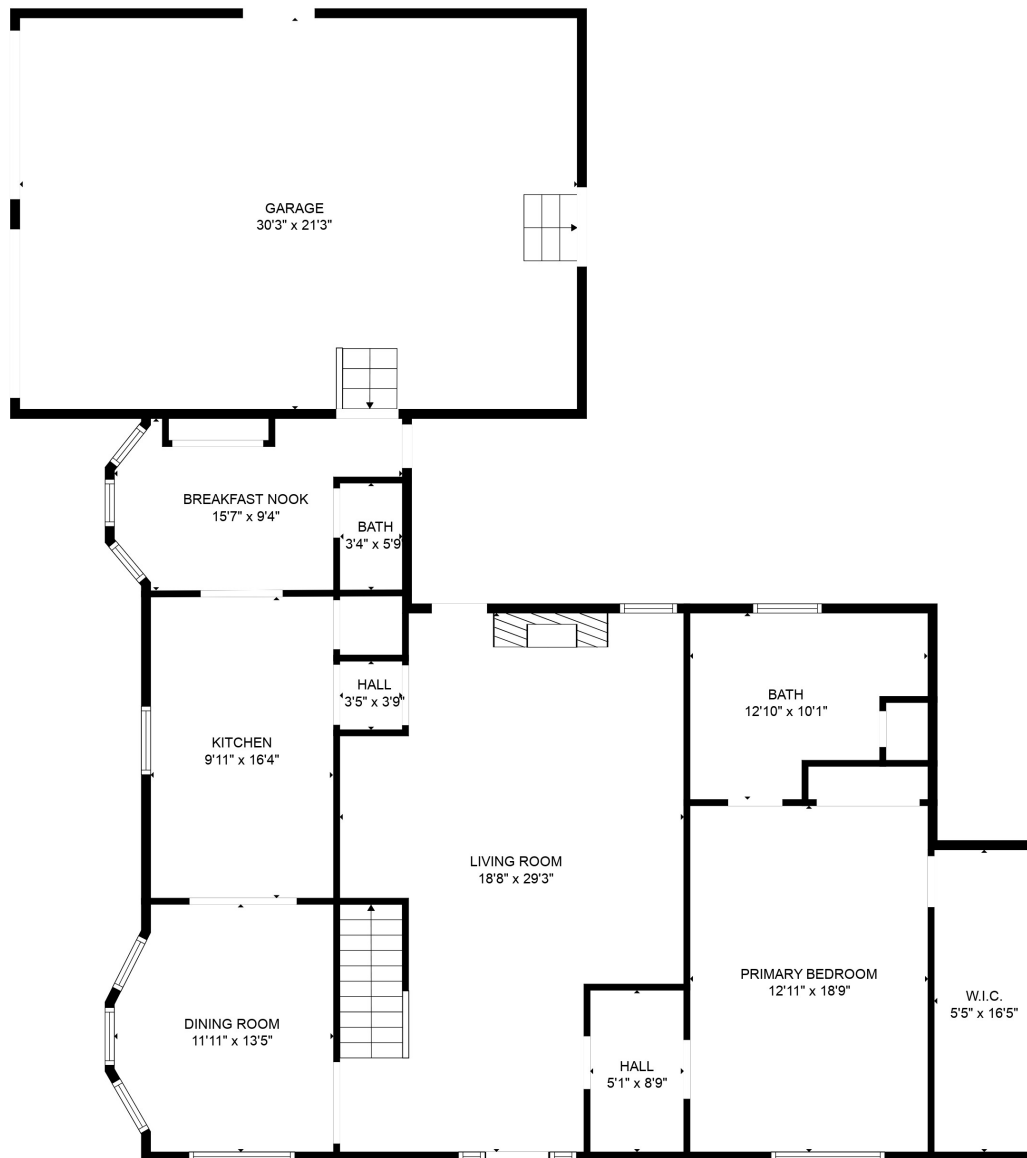 GARAGE
30'3" x 21'3"
BREAKFAST NOOK
15'7" x 9'4"
BATH
3'4" x 5'9"
HALL
3'5" x 3'9"
KITCHEN
9'11" x 16'4"
BATH
12'10" x 10'1"
LIVING ROOM
18'8" x 29'3"
PRIMARY BEDROOM
12'11" x 18'9"
W.I.C.
5'5" x 16'5"
DINING ROOM
11'11" x 13'5"
HALL
5'1" x 8'9"